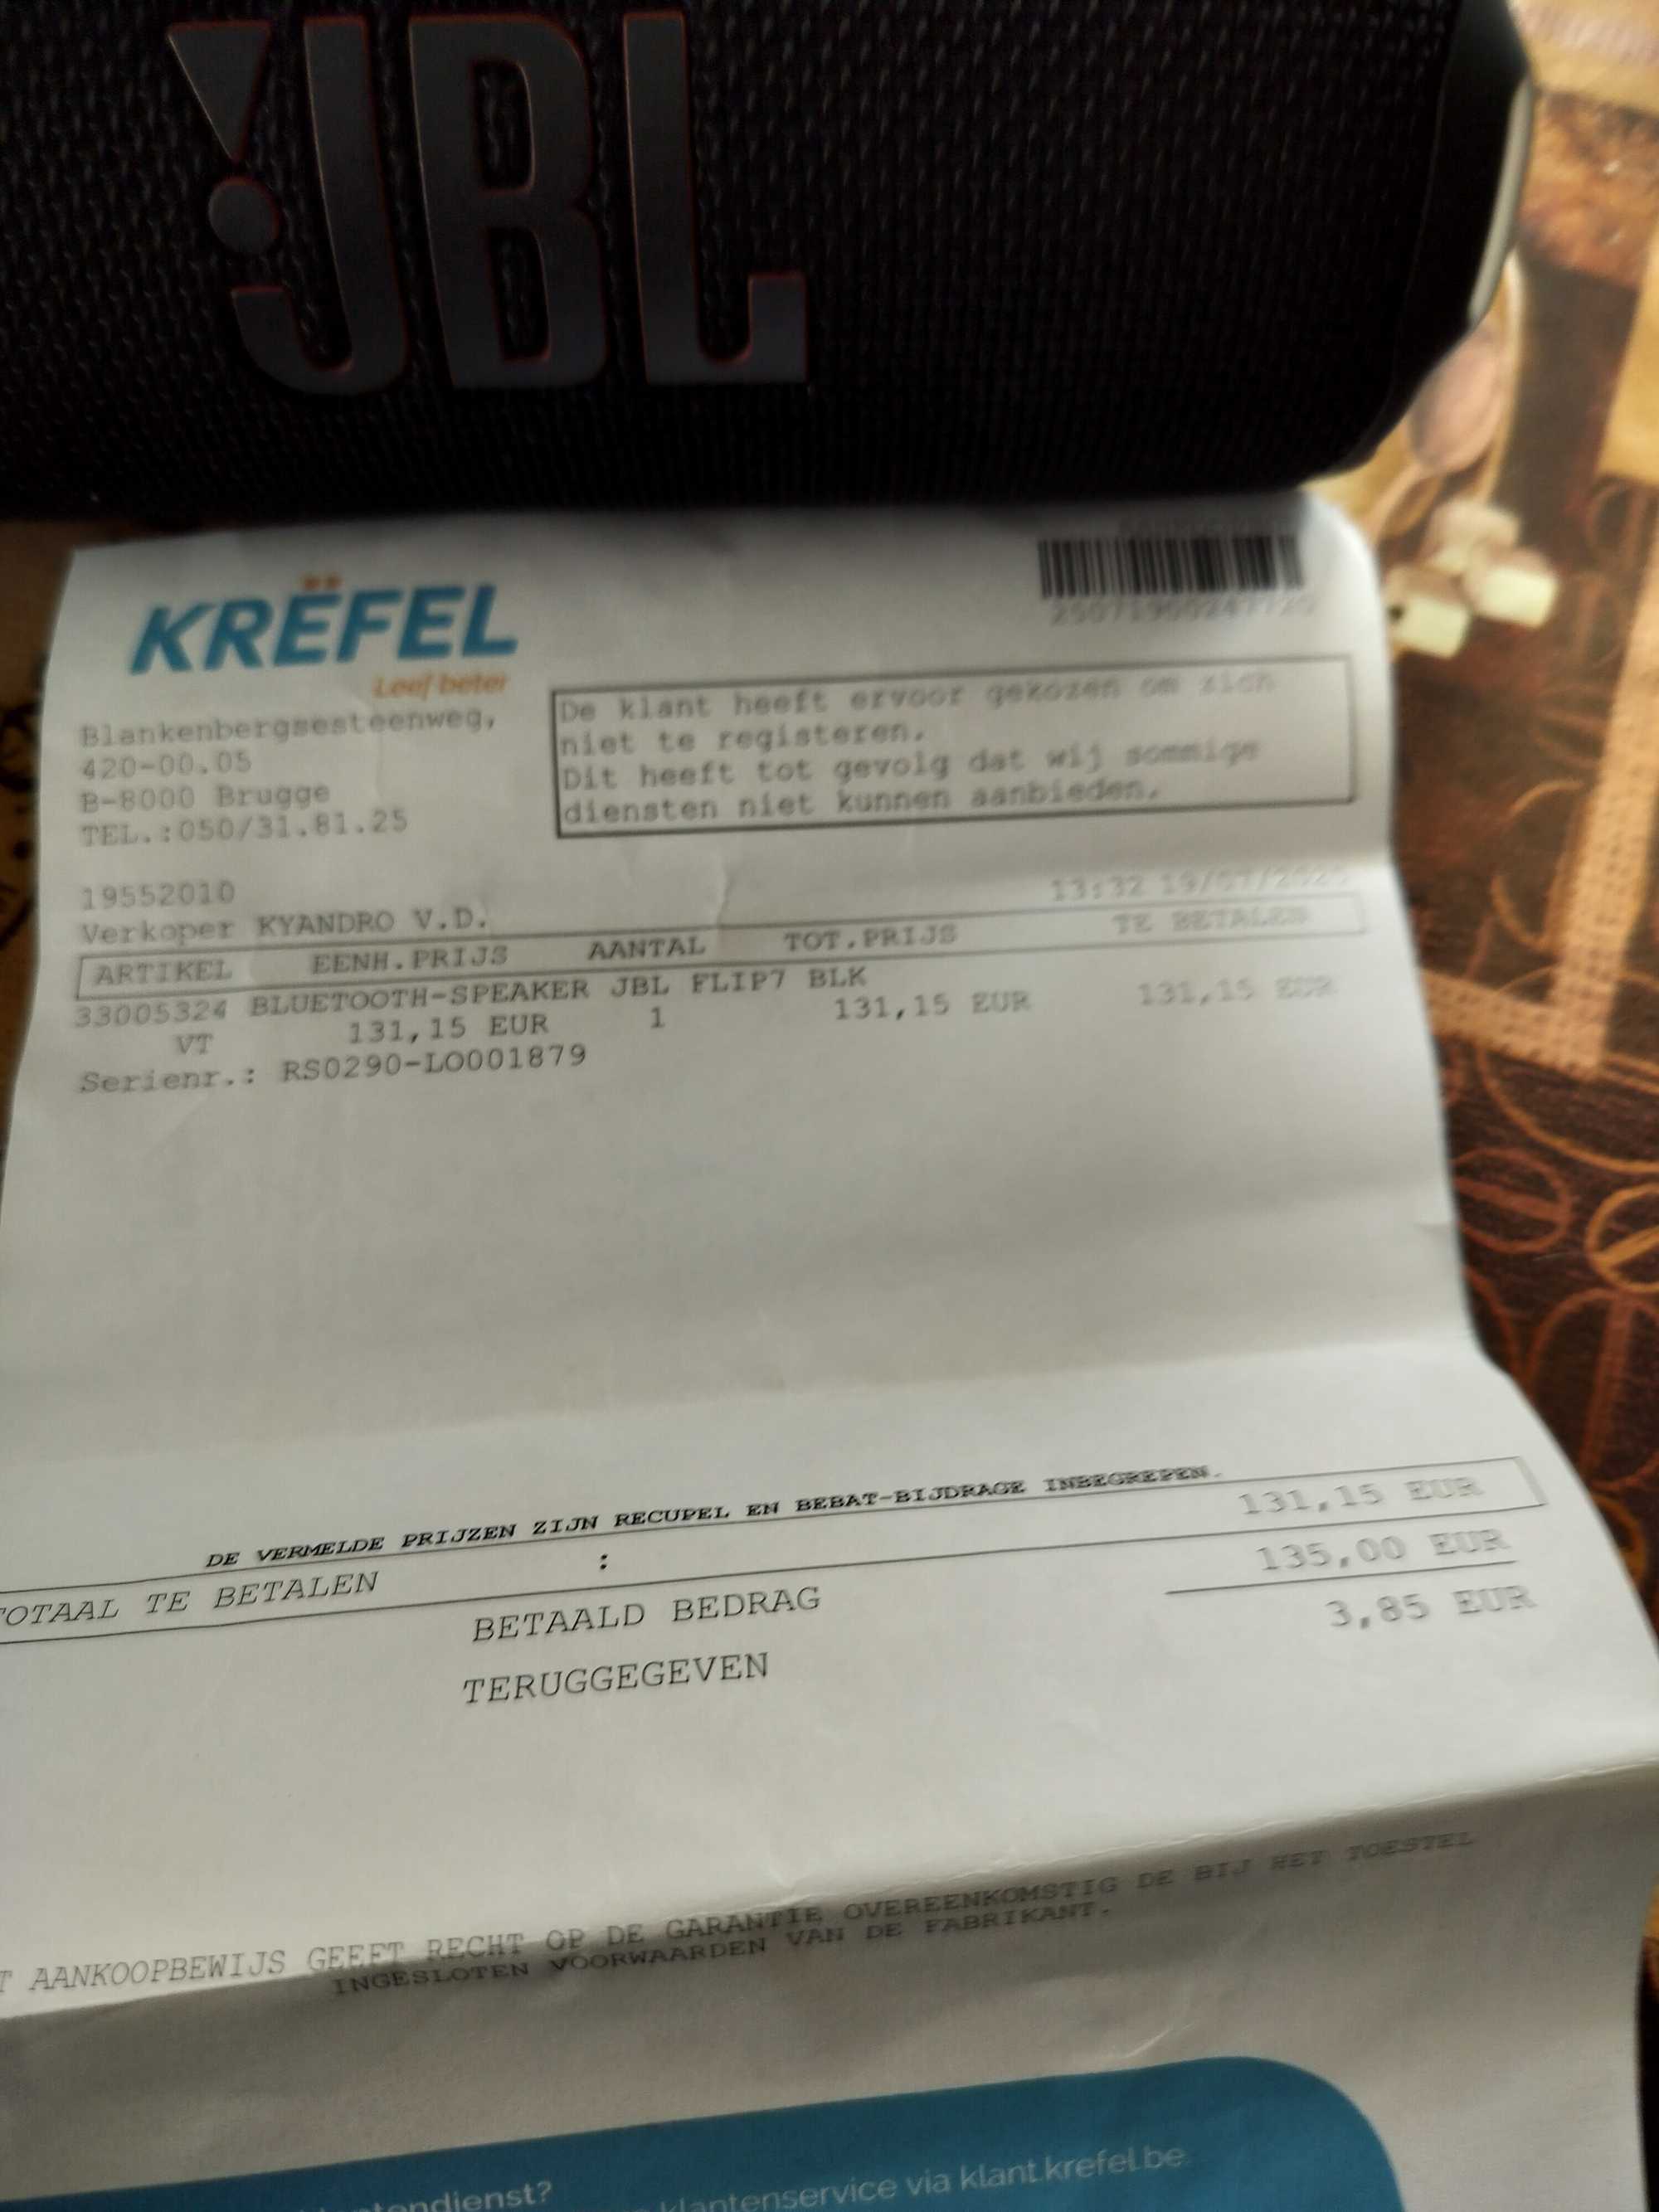 JBL
KRËFEL
Leef beter
Blankenbergsesteenweg,
420-00.05
B-8000 Brugge
TEL.:050/31.81.25
De klant heeft ervoor gekozen om zich
niet te registeren.
Dit heeft tot gevolg dat wij sommige
diensten niet kunnen aanbieden.
19552010
13:32
Verkoper KYANDRO V.D.
ARTIKEL EENH.PRIJS AANTAL TOT.PRIJS TE BETALEN
33005324 BLUETOOTH-SPEAKER JBL FLIP7 BLK
VT 131,15 EUR 1 131,15 EUR 131,15 EUR
Serienr.: RS0290-LO001879
DE VERMELDE PRIJZEN ZIJN RECUPEL EN BEBAT-BIJDRAGE INBEGREPEN.
TOTAAL TE BETALEN : 131,15 EUR
BETAALD BEDRAG 135,00 EUR
TERUGGEGEVEN 3,85 EUR
T AANKOOPBEWIJS GEEFT RECHT OP DE GARANTIE OVEREENKOMSTIG DE BIJ HET TOESTEL
INGESLOTEN VOORWAARDEN VAN DE FABRIKANT.
ntendienst?
klantenservice via klant.krefel.be